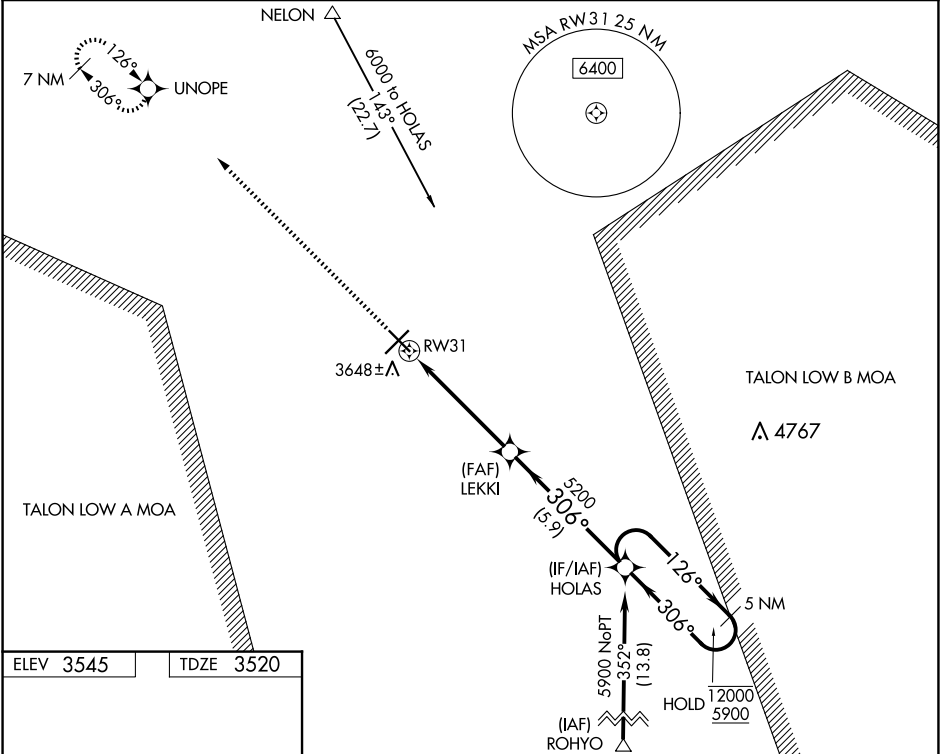 NELON
MSA RW31 25 NM
6400
126°
7 NM
306°
UNOPE
6000 to HOLAS
143°
(22.7)
RW31
3648±
TALON LOW B MOA
4767
(FAF)
LEKKI
5200
306°
(5.9)
TALON LOW A MOA
(IF/IAF)
HOLAS
126°
306°
5 NM
5900 NoPT
352°
(13.8)
HOLD
12000
5900
(IAF)
ROHYO
ELEV 3545
TDZE 3520